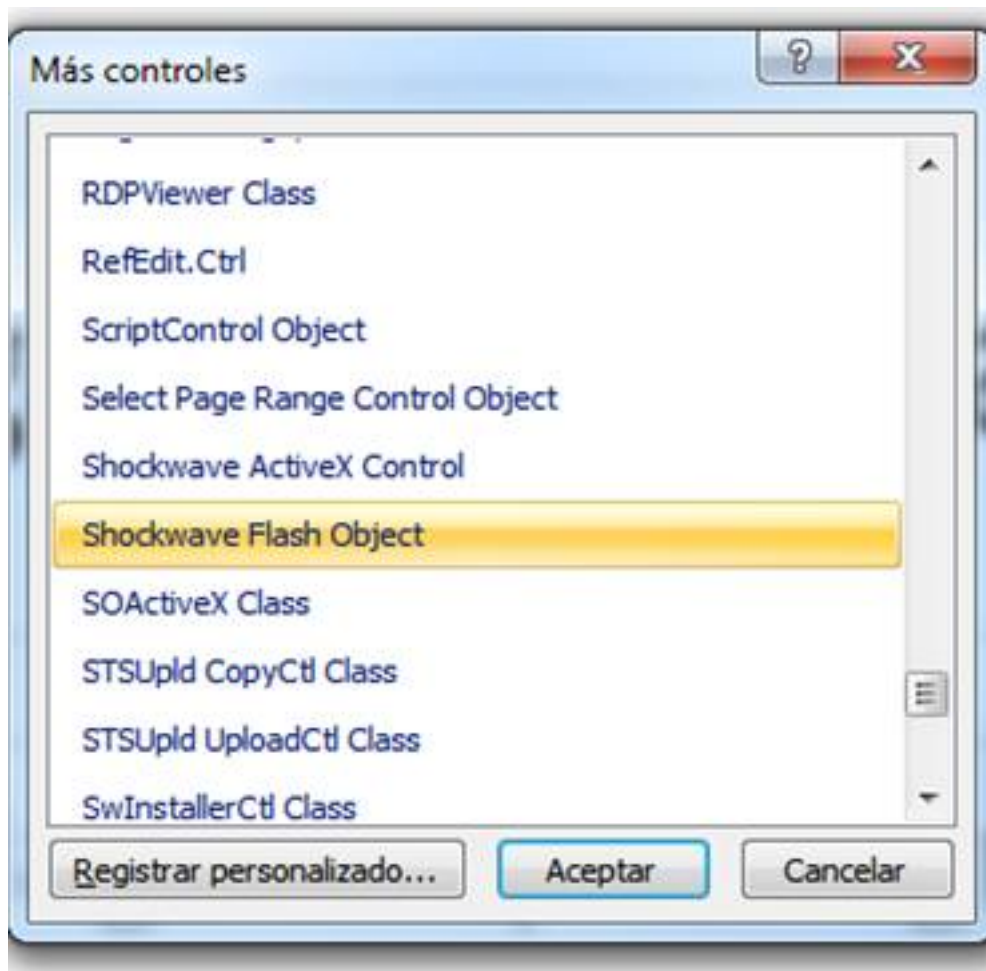 Más controles
RDPViewer Class
RefEdit.Ctrl
ScriptControl Object
Select Page Range Control Object
Shockwave ActiveX Control
Shockwave Flash Object
SOActiveX Class
STSUpld CopyCtl Class
STSUpld UploadCtl Class
SwInstallerCtl Class
Registrar personalizado... Aceptar Cancelar